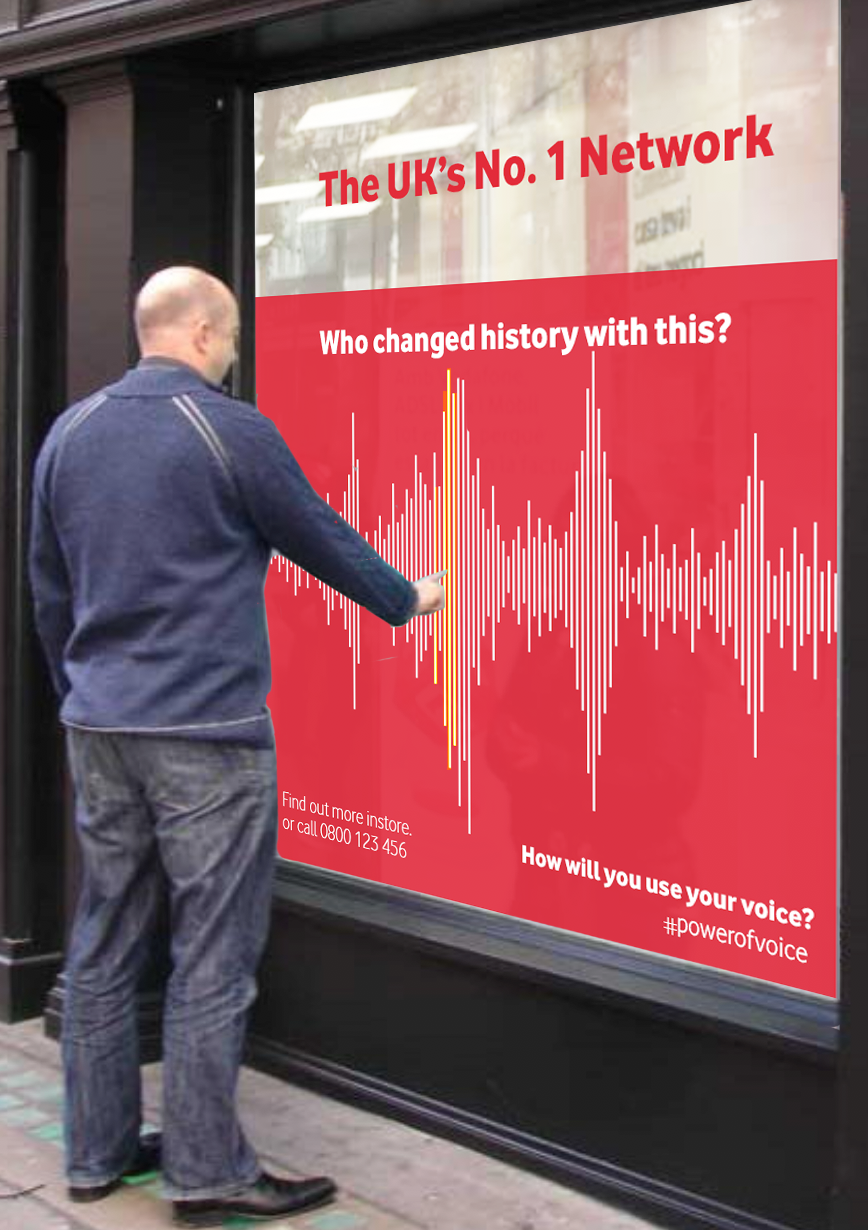 The UK's No. 1 Network
Who changed history with this?
Find out more instore.
or call 0800 123 456
How will you use your voice?
#powerofvoice